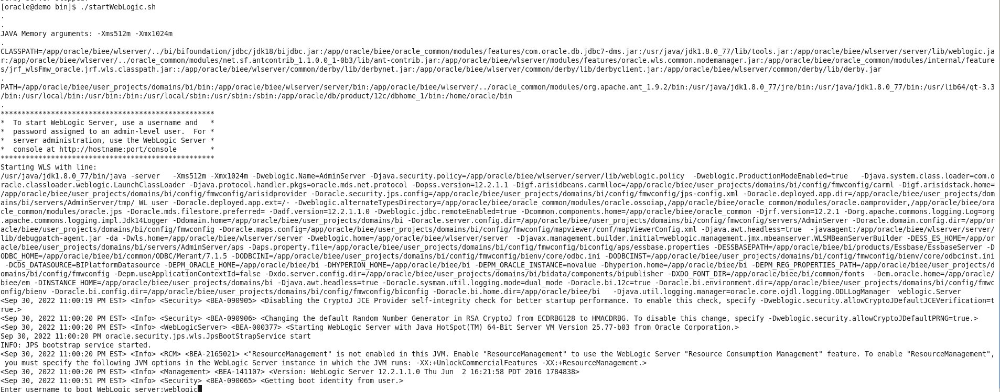 [oracle@demo bin]$ ./startWebLogic.sh
.
.
JAVA Memory arguments: -Xms512m -Xmx1024m
.
CLASSPATH=/app/oracle/biee/wlserver/../bi/bifoundation/jdbc/jdk18/bijdbc.jar:/app/oracle/biee/oracle_common/modules/features/com.oracle.db.jdbc7-dms.jar:/usr/java/jdk1.8.0_77/lib/tools.jar:/app/oracle/biee/wlserver/server/lib/weblogic.ja
r:/app/oracle/biee/wlserver/../oracle_common/modules/net.sf.antcontrib_1.1.0.0_1-0b3/lib/ant-contrib.jar:/app/oracle/biee/wlserver/modules/features/oracle.wls.common.nodemanager.jar:/app/oracle/biee/oracle_common/modules/internal/feature
s/jrf_wlsFmw_oracle.jrf.wls.classpath.jar::/app/oracle/biee/wlserver/common/derby/lib/derbynet.jar:/app/oracle/biee/wlserver/common/derby/lib/derbyclient.jar:/app/oracle/biee/wlserver/common/derby/lib/derby.jar
.
PATH=/app/oracle/biee/user_projects/domains/bi/bin:/app/oracle/biee/wlserver/server/bin:/app/oracle/biee/wlserver/../oracle_common/modules/org.apache.ant_1.9.2/bin:/usr/java/jdk1.8.0_77/jre/bin:/usr/java/jdk1.8.0_77/bin:/usr/lib64/qt-3.3
/bin:/usr/local/bin:/usr/bin:/bin:/usr/local/sbin:/usr/sbin:/sbin:/app/oracle/db/product/12c/dbhome_1/bin:/home/oracle/bin
.
***************************************************
*  To start WebLogic Server, use a username and   *
*  password assigned to an admin-level user.  For *
*  server administration, use the WebLogic Server *
*  console at http://hostname:port/console        *
***************************************************
Starting WLS with line:
/usr/java/jdk1.8.0_77/bin/java -server   -Xms512m -Xmx1024m -Dweblogic.Name=AdminServer -Djava.security.policy=/app/oracle/biee/wlserver/server/lib/weblogic.policy  -Dweblogic.ProductionModeEnabled=true   -Djava.system.class.loader=com.o
racle.classloader.weblogic.LaunchClassLoader -Djava.protocol.handler.pkgs=oracle.mds.net.protocol -Dopss.version=12.2.1.1 -Digf.arisidbeans.carmlloc=/app/oracle/biee/user_projects/domains/bi/config/fmwconfig/carml -Digf.arisidstack.home=
/app/oracle/biee/user_projects/domains/bi/config/fmwconfig/arisidprovider -Doracle.security.jps.config=/app/oracle/biee/user_projects/domains/bi/config/fmwconfig/jps-config.xml -Doracle.deployed.app.dir=/app/oracle/biee/user_projects/dom
ains/bi/servers/AdminServer/tmp/_WL_user -Doracle.deployed.app.ext=/- -Dweblogic.alternateTypesDirectory=/app/oracle/biee/oracle_common/modules/oracle.ossoiap,/app/oracle/biee/oracle_common/modules/oracle.oamprovider,/app/oracle/biee/ora
cle_common/modules/oracle.jps -Doracle.mds.filestore.preferred= -Dadf.version=12.2.1.1.0 -Dweblogic.jdbc.remoteEnabled=true -Dcommon.components.home=/app/oracle/biee/oracle_common -Djrf.version=12.2.1 -Dorg.apache.commons.logging.Log=org
.apache.commons.logging.impl.Jdk14Logger -Ddomain.home=/app/oracle/biee/user_projects/domains/bi -Doracle.server.config.dir=/app/oracle/biee/user_projects/domains/bi/config/fmwconfig/servers/AdminServer -Doracle.domain.config.dir=/app/or
acle/biee/user_projects/domains/bi/config/fmwconfig -Doracle.maps.config=/app/oracle/biee/user_projects/domains/bi/config/fmwconfig/mapviewer/conf/mapViewerConfig.xml -Djava.awt.headless=true  -javaagent:/app/oracle/biee/wlserver/server/
lib/debugpatch-agent.jar -da -Dwls.home=/app/oracle/biee/wlserver/server -Dweblogic.home=/app/oracle/biee/wlserver/server  -Djavax.management.builder.initial=weblogic.management.jmx.mbeanserver.WLSMBeanServerBuilder -DESS_ES_HOME=/app/or
acle/biee/user_projects/domains/bi/servers/AdminServer/aps -Daps.property.file=/app/oracle/biee/user_projects/domains/bi/config/fmwconfig/biconfig/aps/essbase.properties -DESSBASEPATH=/app/oracle/biee/bi/products/Essbase/EssbaseServer -D
ODBC_HOME=/app/oracle/biee/bi/common/ODBC/Merant/7.1.5 -DODBCINI=/app/oracle/biee/user_projects/domains/bi/config/fmwconfig/bienv/core/odbc.ini -DODBCINST=/app/oracle/biee/user_projects/domains/bi/config/fmwconfig/bienv/core/odbcinst.ini
 -DCDS_DATASOURCE=BIPlatformDatasource -DEPM_ORACLE_HOME=/app/oracle/biee/bi -DHYPERION_HOME=/app/oracle/biee/bi -DEPM_ORACLE_INSTANCE=novalue -Dhyperion.home=/app/oracle/biee/bi -DEPM_REG_PROPERTIES_PATH=/app/oracle/biee/user_projects/d
omains/bi/config/fmwconfig -Depm.useApplicationContextId=false -Dxdo.server.config.dir=/app/oracle/biee/user_projects/domains/bi/bidata/components/bipublisher -DXDO_FONT_DIR=/app/oracle/biee/bi/common/fonts  -Dem.oracle.home=/app/oracle/
biee/em -DINSTANCE_HOME=/app/oracle/biee/user_projects/domains/bi -Djava.awt.headless=true -Doracle.sysman.util.logging.mode=dual_mode -Doracle.bi.12c=true -Doracle.bi.environment.dir=/app/oracle/biee/user_projects/domains/bi/config/fmwc
onfig/bienv -Doracle.bi.config.dir=/app/oracle/biee/user_projects/domains/bi/config/fmwconfig/biconfig -Doracle.bi.home.dir=/app/oracle/biee/bi   -Djava.util.logging.manager=oracle.core.ojdl.logging.ODLLogManager  weblogic.Server
<Sep 30, 2022 11:00:19 PM EST> <Info> <Security> <BEA-090905> <Disabling the CryptoJ JCE Provider self-integrity check for better startup performance. To enable this check, specify -Dweblogic.security.allowCryptoJDefaultJCEVerification=t
rue.>
<Sep 30, 2022 11:00:20 PM EST> <Info> <Security> <BEA-090906> <Changing the default Random Number Generator in RSA CryptoJ from ECDRBG128 to HMACDRBG. To disable this change, specify -Dweblogic.security.allowCryptoJDefaultPRNG=true.>
<Sep 30, 2022 11:00:20 PM EST> <Info> <WebLogicServer> <BEA-000377> <Starting WebLogic Server with Java HotSpot(TM) 64-Bit Server VM Version 25.77-b03 from Oracle Corporation.>
Sep 30, 2022 11:00:20 PM oracle.security.jps.wls.JpsBootStrapService start
INFO: JPS bootstrap service started.
<Sep 30, 2022 11:00:20 PM EST> <Info> <RCM> <BEA-2165021> <"ResourceManagement" is not enabled in this JVM. Enable "ResourceManagement" to use the WebLogic Server "Resource Consumption Management" feature. To enable "ResourceManagement",
 you must specify the following JVM options in the WebLogic Server instance in which the JVM runs: -XX:+UnlockCommercialFeatures -XX:+ResourceManagement.>
<Sep 30, 2022 11:00:20 PM EST> <Info> <Management> <BEA-141107> <Version: WebLogic Server 12.2.1.1.0 Thu Jun  2 16:21:58 PDT 2016 1784838>
<Sep 30, 2022 11:00:51 PM EST> <Info> <Security> <BEA-090065> <Getting boot identity from user.>
Enter username to boot WebLogic server:weblogic